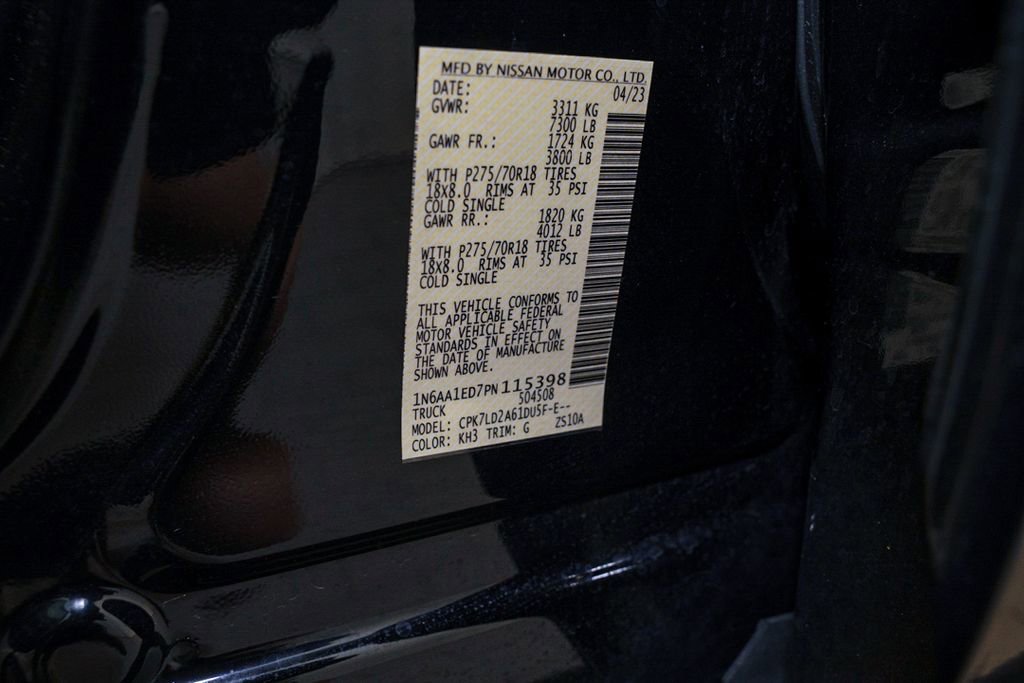 MFD BY NISSAN MOTOR CO., LTD.
DATE: 04/23
GVWR: 3311 KG
7300 LB
GAWR FR.: 1724 KG
3800 LB
WITH P275/70R18 TIRES
18X8.0 RIMS AT 35 PSI
COLD SINGLE
GAWR RR.: 1820 KG
4012 LB
WITH P275/70R18 TIRES
18X8.0 RIMS AT 35 PSI
COLD SINGLE
THIS VEHICLE CONFORMS TO
ALL APPLICABLE FEDERAL
MOTOR VEHICLE SAFETY
STANDARDS IN EFFECT ON
THE DATE OF MANUFACTURE
SHOWN ABOVE.
1N6AA1ED7PN115398
TRUCK 504508
MODEL: CPK7LD2A61DU5F-E--
COLOR: KH3 TRIM: G ZS10A